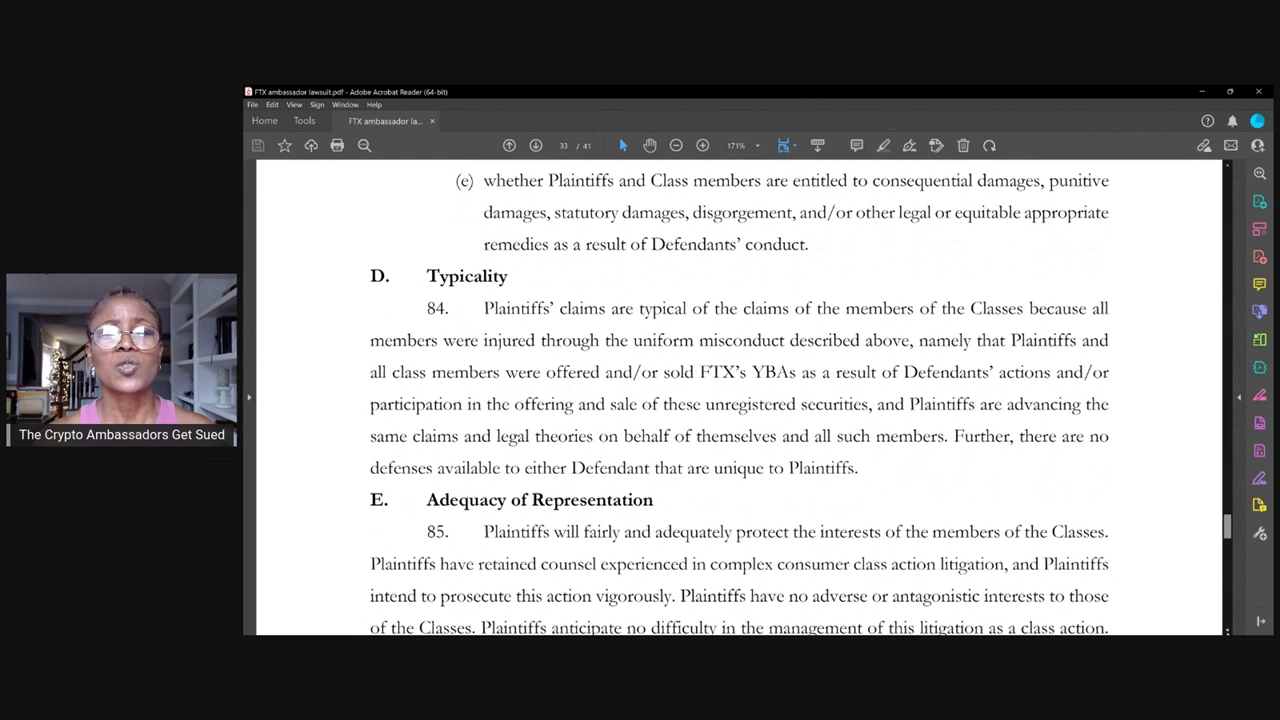 FTX ambassador lawsuit.pdf - Adobe Acrobat Reader (64-bit)
File Edit View Sign Window Help
Home Tools FTX ambassador la... ×
33 / 41 171%
(e) whether Plaintiffs and Class members are entitled to consequential damages, punitive
damages, statutory damages, disgorgement, and/or other legal or equitable appropriate
remedies as a result of Defendants’ conduct.
D. Typicality
84. Plaintiffs’ claims are typical of the claims of the members of the Classes because all
members were injured through the uniform misconduct described above, namely that Plaintiffs and
all class members were offered and/or sold FTX’s YBAs as a result of Defendants’ actions and/or
participation in the offering and sale of these unregistered securities, and Plaintiffs are advancing the
same claims and legal theories on behalf of themselves and all such members. Further, there are no
defenses available to either Defendant that are unique to Plaintiffs.
E. Adequacy of Representation
85. Plaintiffs will fairly and adequately protect the interests of the members of the Classes.
Plaintiffs have retained counsel experienced in complex consumer class action litigation, and Plaintiffs
intend to prosecute this action vigorously. Plaintiffs have no adverse or antagonistic interests to those
of the Classes. Plaintiffs anticipate no difficulty in the management of this litigation as a class action.
The Crypto Ambassadors Get Sued